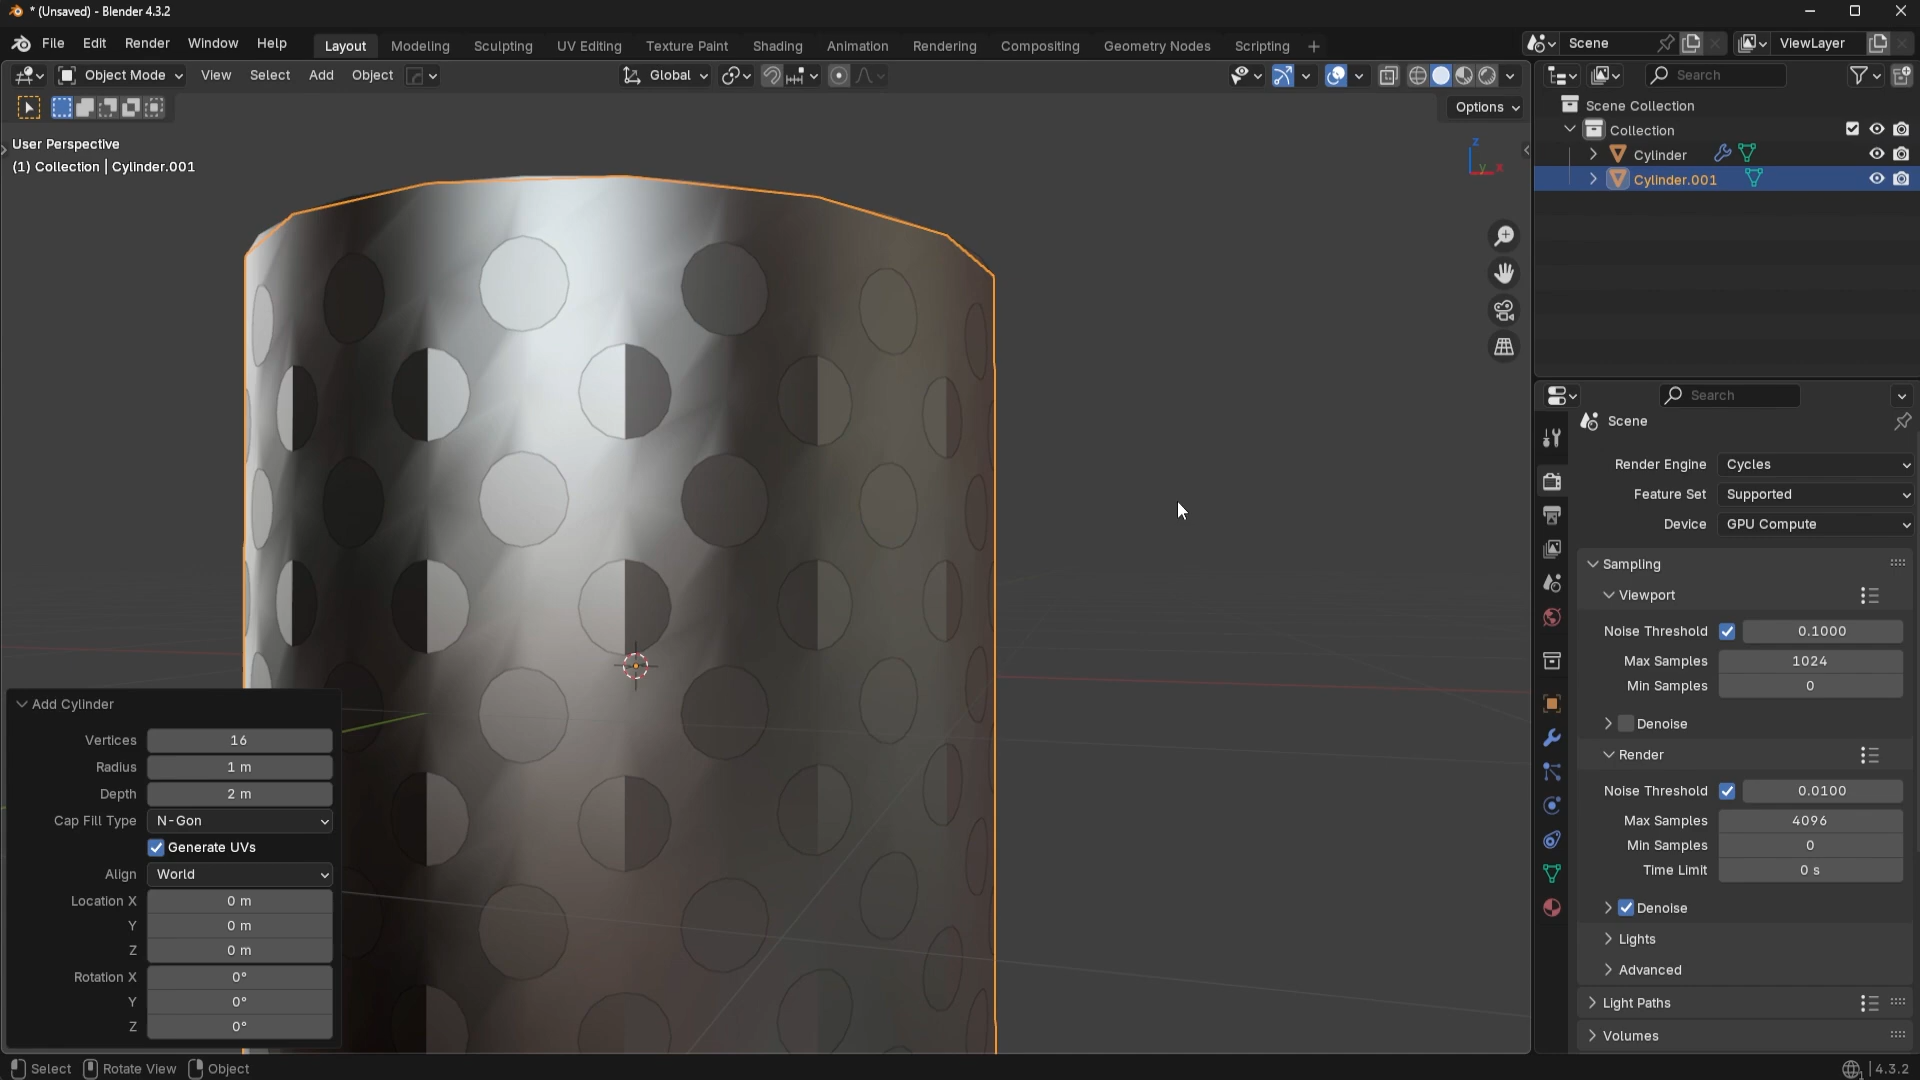 * (Unsaved) - Blender 4.3.2
File Edit Render Window Help Layout Modeling Sculpting UV Editing Texture Paint Shading Animation Rendering Compositing Geometry Nodes Scripting + Scene ViewLayer
Object Mode View Select Add Object Global Search
Options
User Perspective
(1) Collection | Cylinder.001
Z
Y X
Scene Collection
Collection
Cylinder
Cylinder.001
Search
Scene
Render Engine Cycles
Feature Set Supported
Device GPU Compute
Sampling
Viewport
Noise Threshold 0.1000
Max Samples 1024
Min Samples 0
Denoise
Render
Noise Threshold 0.0100
Max Samples 4096
Min Samples 0
Time Limit 0 s
Denoise
Lights
Advanced
Light Paths
Volumes
Add Cylinder
Vertices 16
Radius 1 m
Depth 2 m
Cap Fill Type N-Gon
Generate UVs
Align World
Location X 0 m
Y 0 m
Z 0 m
Rotation X 0°
Y 0°
Z 0°
Select Rotate View Object 4.3.2